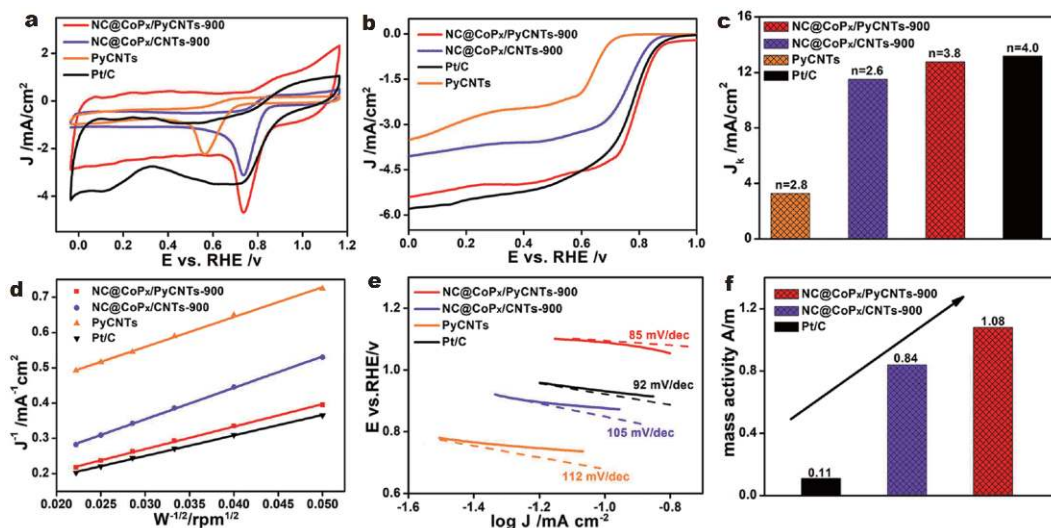 a
NC@CoPx/PyCNTs-900
NC@CoPx/CNTs-900
PyCNTs
Pt/C
J /mA/cm2
2
0
-2
-4
0.0 0.2 0.4 0.6 0.8 1.0 1.2
E vs. RHE /v
b
NC@CoPx/PyCNTs-900
NC@CoPx/CNTs-900
Pt/C
PyCNTs
J /mA/cm2
0.0
-1.5
-3.0
-4.5
-6.0
0.0 0.2 0.4 0.6 0.8 1.0
E vs. RHE /v
c
NC@CoPx/PyCNTs-900
NC@CoPx/CNTs-900
PyCNTs
Pt/C
Jk /mA/cm2
16
12
8
4
0
n=2.8
n=2.6
n=3.8
n=4.0
d
NC@CoPx/PyCNTs-900
NC@CoPx/CNTs-900
PyCNTs
Pt/C
J-1 /mA-1cm2
0.7
0.6
0.5
0.4
0.3
0.2
0.020 0.025 0.030 0.035 0.040 0.045 0.050
W-1/2/rpm1/2
e
NC@CoPx/PyCNTs-900
NC@CoPx/CNTs-900
PyCNTs
Pt/C
E vs.RHE/v
1.2
1.0
0.8
0.6
85 mV/dec
92 mV/dec
105 mV/dec
112 mV/dec
-1.6 -1.4 -1.2 -1.0 -0.8 -0.6
log J /mA cm-2
f
NC@CoPx/PyCNTs-900
NC@CoPx/CNTs-900
Pt/C
mass activity A/m
1.5
1.2
0.9
0.6
0.3
0.0
0.11
0.84
1.08